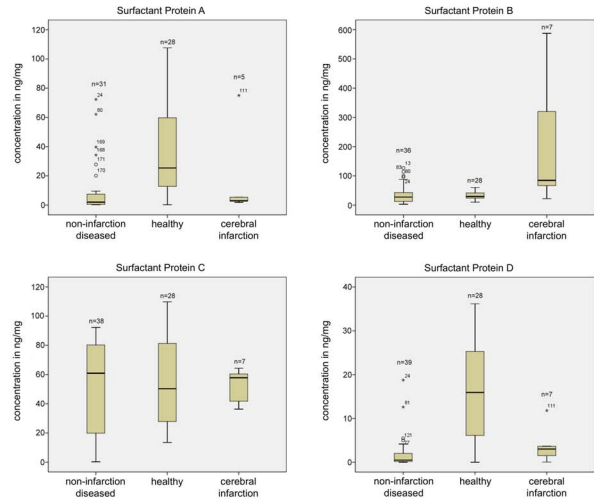 Surfactant Protein A
concentration in ng/mg
120
100
80
60
40
20
0
n=31
24
80
169
168
171
170
n=28
n=5
111
non-infarction
diseased
healthy
cerebral
infarction
Surfactant Protein B
concentration in ng/mg
600
500
400
300
200
100
0
n=36
13
24
n=28
n=7
non-infarction
diseased
healthy
cerebral
infarction
Surfactant Protein C
concentration in ng/mg
120
100
80
60
40
20
0
n=38
n=28
n=7
non-infarction
diseased
healthy
cerebral
infarction
Surfactant Protein D
concentration in ng/mg
40
30
20
10
0
n=39
24
81
121
n=28
n=7
111
non-infarction
diseased
healthy
cerebral
infarction